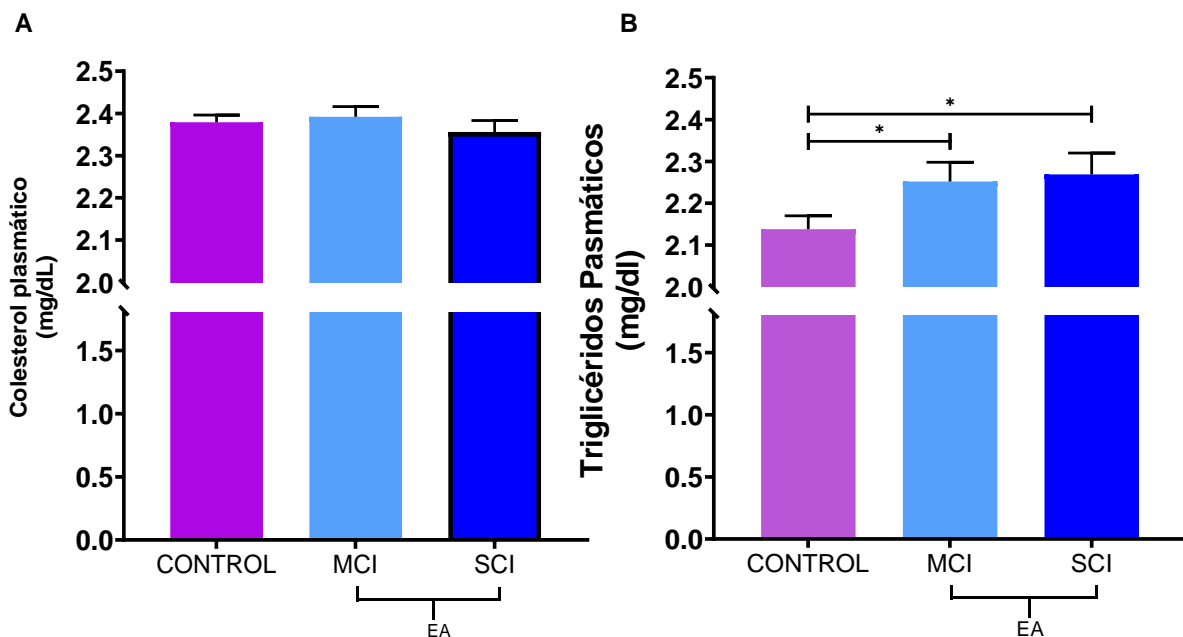 A
Colesterol plasmático
(mg/dL)
2.5
2.4
2.3
2.2
2.1
2.0
1.5
1.0
0.5
0.0
CONTROL MCI SCI
EA
B
Triglicéridos Pasmáticos
(mg/dl)
2.5
2.4
2.3
2.2
2.1
2.0
1.5
1.0
0.5
0.0
*
*
CONTROL MCI SCI
EA